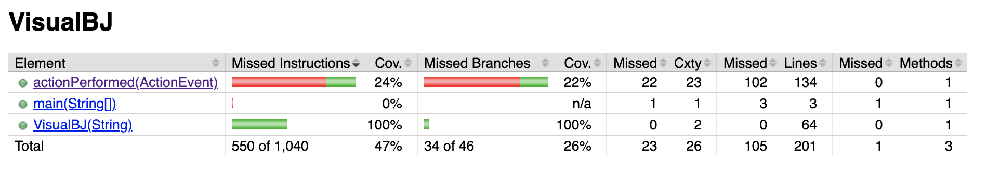 VisualBJ
Element Missed Instructions Cov. Missed Branches Cov. Missed Cxty Missed Lines Missed Methods
actionPerformed(ActionEvent) 24% 22% 22 23 102 134 0 1
main(String[]) 0% n/a 1 1 3 3 1 1
VisualBJ(String) 100% 100% 0 2 0 64 0 1
Total 550 of 1,040 47% 34 of 46 26% 23 26 105 201 1 3